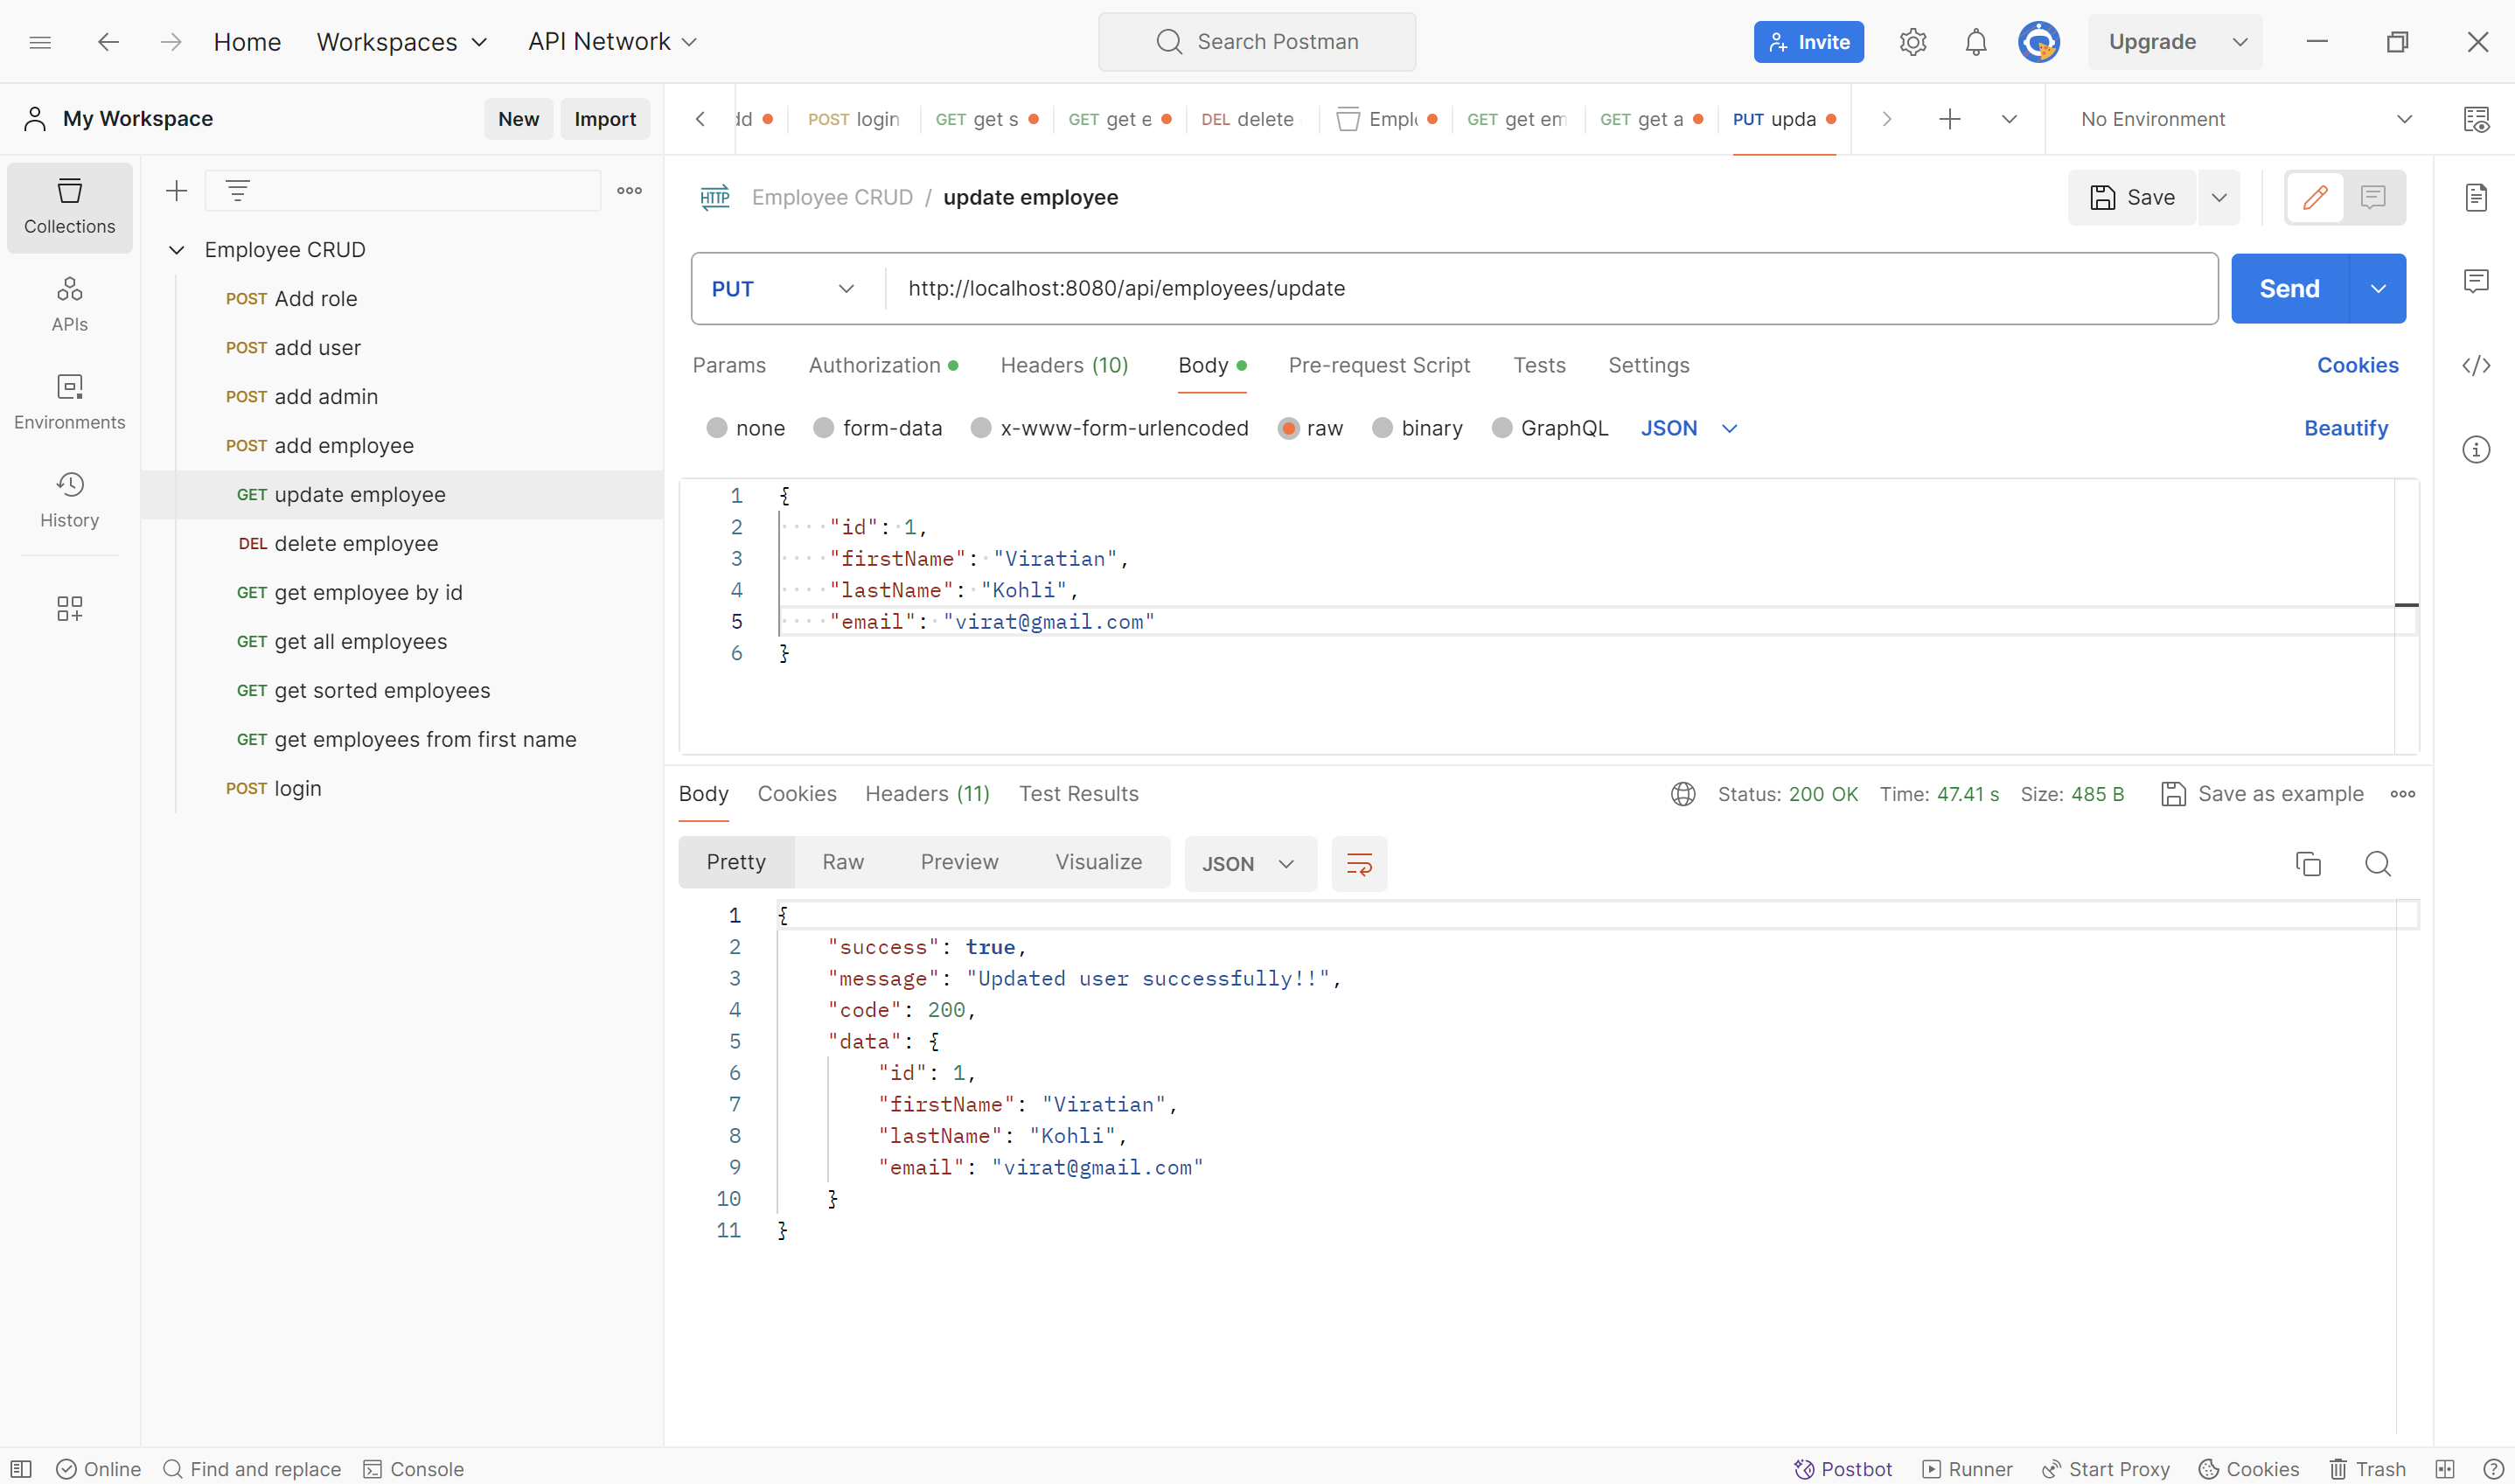 Home Workspaces API Network Search Postman Invite Upgrade
My Workspace New Import
dd POST login GET get s GET get e DEL delete Empl GET get em GET get a PUT upda No Environment
Collections
APIs
Environments
History
Employee CRUD
POST Add role
POST add user
POST add admin
POST add employee
GET update employee
DEL delete employee
GET get employee by id
GET get all employees
GET get sorted employees
GET get employees from first name
POST login
HTTP Employee CRUD / update employee Save
PUT http://localhost:8080/api/employees/update Send
Params Authorization Headers (10) Body Pre-request Script Tests Settings Cookies
none form-data x-www-form-urlencoded raw binary GraphQL JSON Beautify
1 {
2 ····"id":·1,
3 ····"firstName":·"Viratian",
4 ····"lastName":·"Kohli",
5 ····"email":·"virat@gmail.com"
6 }
Body Cookies Headers (11) Test Results Status: 200 OK Time: 47.41 s Size: 485 B Save as example
Pretty Raw Preview Visualize JSON
1 {
2 "success": true,
3 "message": "Updated user successfully!!",
4 "code": 200,
5 "data": {
6 "id": 1,
7 "firstName": "Viratian",
8 "lastName": "Kohli",
9 "email": "virat@gmail.com"
10 }
11 }
Online Find and replace Console Postbot Runner Start Proxy Cookies Trash